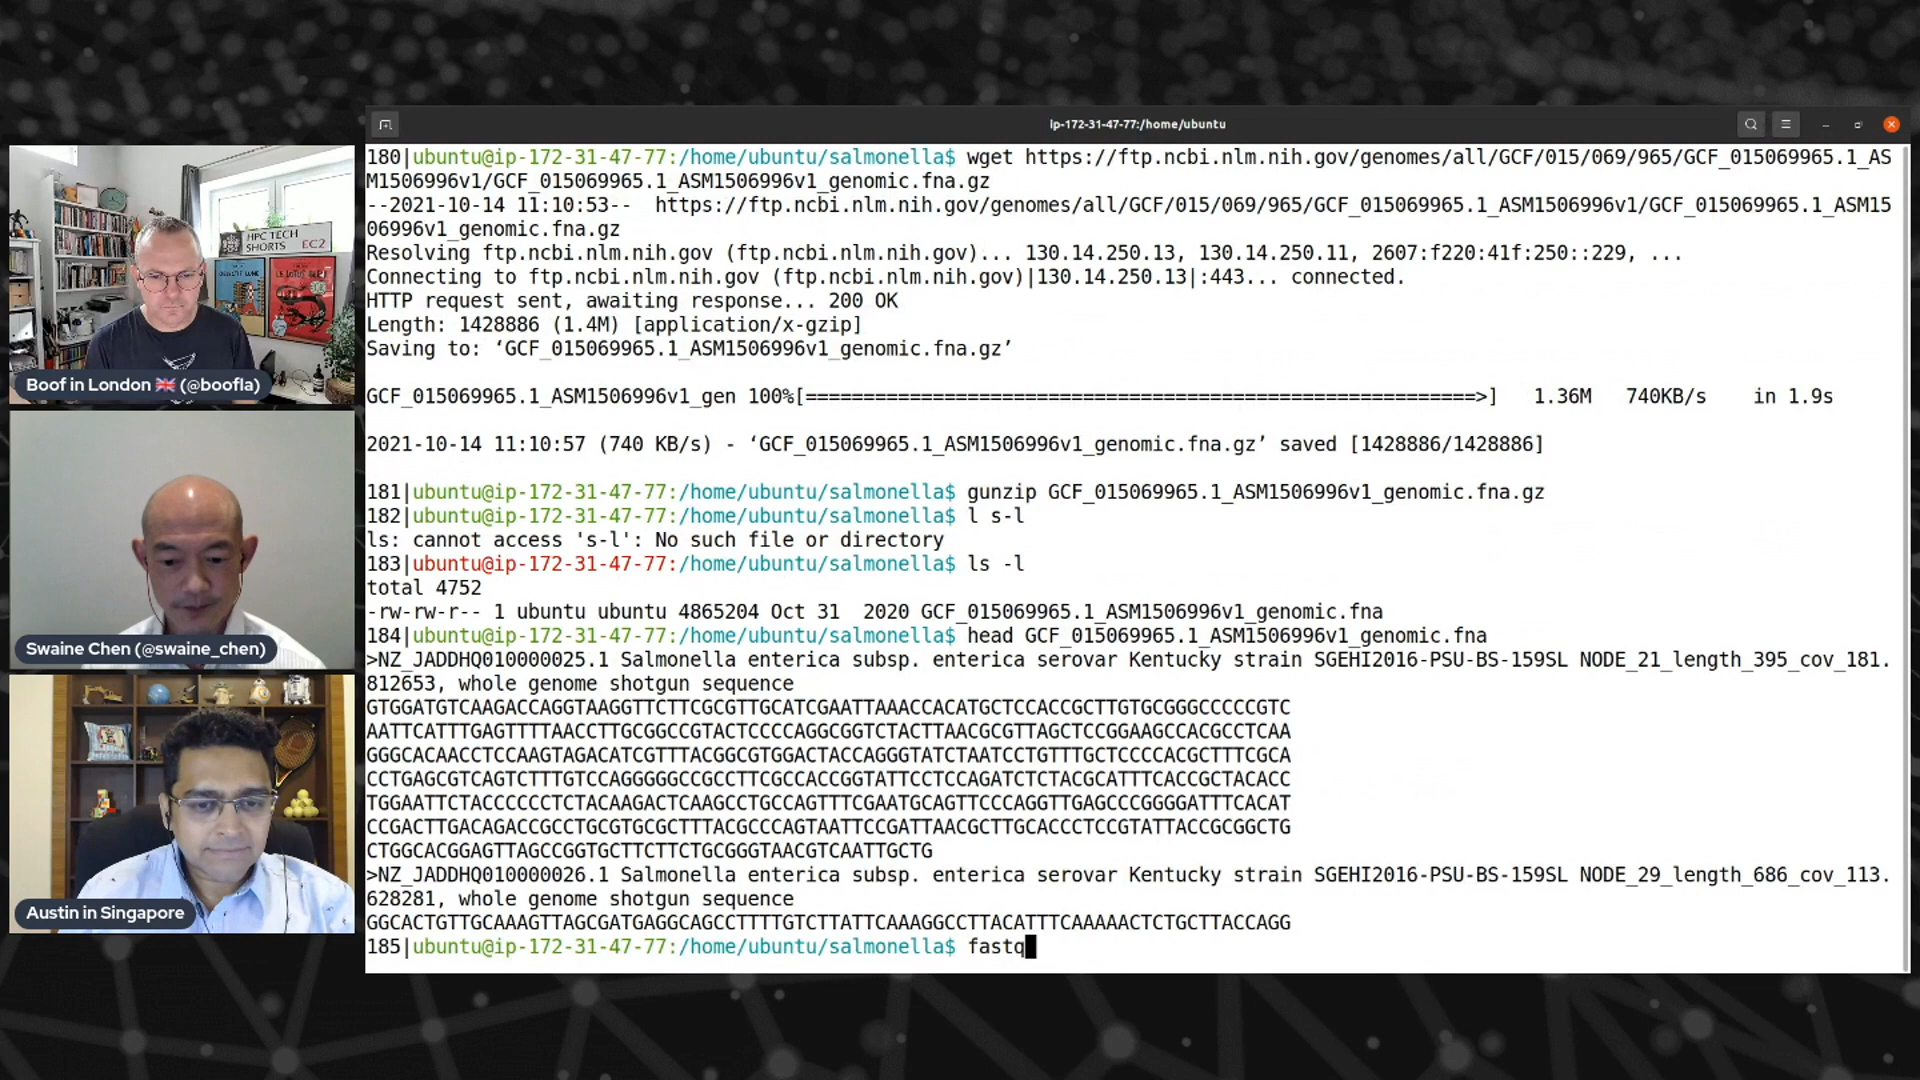 ip-172-31-47-77:/home/ubuntu
180|ubuntu@ip-172-31-47-77:/home/ubuntu/salmonella$ wget https://ftp.ncbi.nlm.nih.gov/genomes/all/GCF/015/069/965/GCF_015069965.1_AS
M1506996v1/GCF_015069965.1_ASM1506996v1_genomic.fna.gz
--2021-10-14 11:10:53-- https://ftp.ncbi.nlm.nih.gov/genomes/all/GCF/015/069/965/GCF_015069965.1_ASM1506996v1/GCF_015069965.1_ASM15
06996v1_genomic.fna.gz
Resolving ftp.ncbi.nlm.nih.gov (ftp.ncbi.nlm.nih.gov)... 130.14.250.13, 130.14.250.11, 2607:f220:41f:250::229, ...
Connecting to ftp.ncbi.nlm.nih.gov (ftp.ncbi.nlm.nih.gov)|130.14.250.13|:443... connected.
HTTP request sent, awaiting response... 200 OK
Length: 1428886 (1.4M) [application/x-gzip]
Saving to: ‘GCF_015069965.1_ASM1506996v1_genomic.fna.gz’
GCF_015069965.1_ASM1506996v1_gen 100%[==========================================================>] 1.36M 740KB/s in 1.9s
2021-10-14 11:10:57 (740 KB/s) - ‘GCF_015069965.1_ASM1506996v1_genomic.fna.gz’ saved [1428886/1428886]
181|ubuntu@ip-172-31-47-77:/home/ubuntu/salmonella$ gunzip GCF_015069965.1_ASM1506996v1_genomic.fna.gz
182|ubuntu@ip-172-31-47-77:/home/ubuntu/salmonella$ l s-l
ls: cannot access 's-l': No such file or directory
183|ubuntu@ip-172-31-47-77:/home/ubuntu/salmonella$ ls -l
total 4752
-rw-rw-r-- 1 ubuntu ubuntu 4865204 Oct 31 2020 GCF_015069965.1_ASM1506996v1_genomic.fna
184|ubuntu@ip-172-31-47-77:/home/ubuntu/salmonella$ head GCF_015069965.1_ASM1506996v1_genomic.fna
>NZ_JADDHQ010000025.1 Salmonella enterica subsp. enterica serovar Kentucky strain SGEHI2016-PSU-BS-159SL NODE_21_length_395_cov_181.
812653, whole genome shotgun sequence
GTGGATGTCAAGACCAGGTAAGGTTCTTCGCGTTGCATCGAATTAAACCACATGCTCCACCGCTTGTGCGGGCCCCCGTC
AATTCATTTGAGTTTTAACCTTGCGGCCGTACTCCCCAGGCGGTCTACTTAACGCGTTAGCTCCGGAAGCCACGCCTCAA
GGGCACAACCTCCAAGTAGACATCGTTTACGGCGTGGACTACCAGGGTATCTAATCCTGTTTGCTCCCCACGCTTTCGCA
CCTGAGCGTCAGTCTTTGTCCAGGGGGCCGCCTTCGCCACCGGTATTCCTCCAGATCTCTACGCATTTCACCGCTACACC
TGGAATTCTACCCCCCTCTACAAGACTCAAGCCTGCCAGTTTCGAATGCAGTTCCCAGGTTGAGCCCGGGGATTTCACAT
CCGACTTGACAGACCGCCTGCGTGCGCTTTACGCCCAGTAATTCCGATTAACGCTTGCACCCTCCGTATTACCGCGGCTG
CTGGCACGGAGTTAGCCGGTGCTTCTTCTGCGGGTAACGTCAATTGCTG
>NZ_JADDHQ010000026.1 Salmonella enterica subsp. enterica serovar Kentucky strain SGEHI2016-PSU-BS-159SL NODE_29_length_686_cov_113.
628281, whole genome shotgun sequence
GGCACTGTTGCAAAGTTAGCGATGAGGCAGCCTTTTGTCTTATTCAAAGGCCTTACATTTCAAAAACTCTGCTTACCAGG
185|ubuntu@ip-172-31-47-77:/home/ubuntu/salmonella$ fastq
HPC TECH
SHORTS EC2
Boof in London 🇬🇧 (@boofla)
Swaine Chen (@swaine_chen)
Austin in Singapore